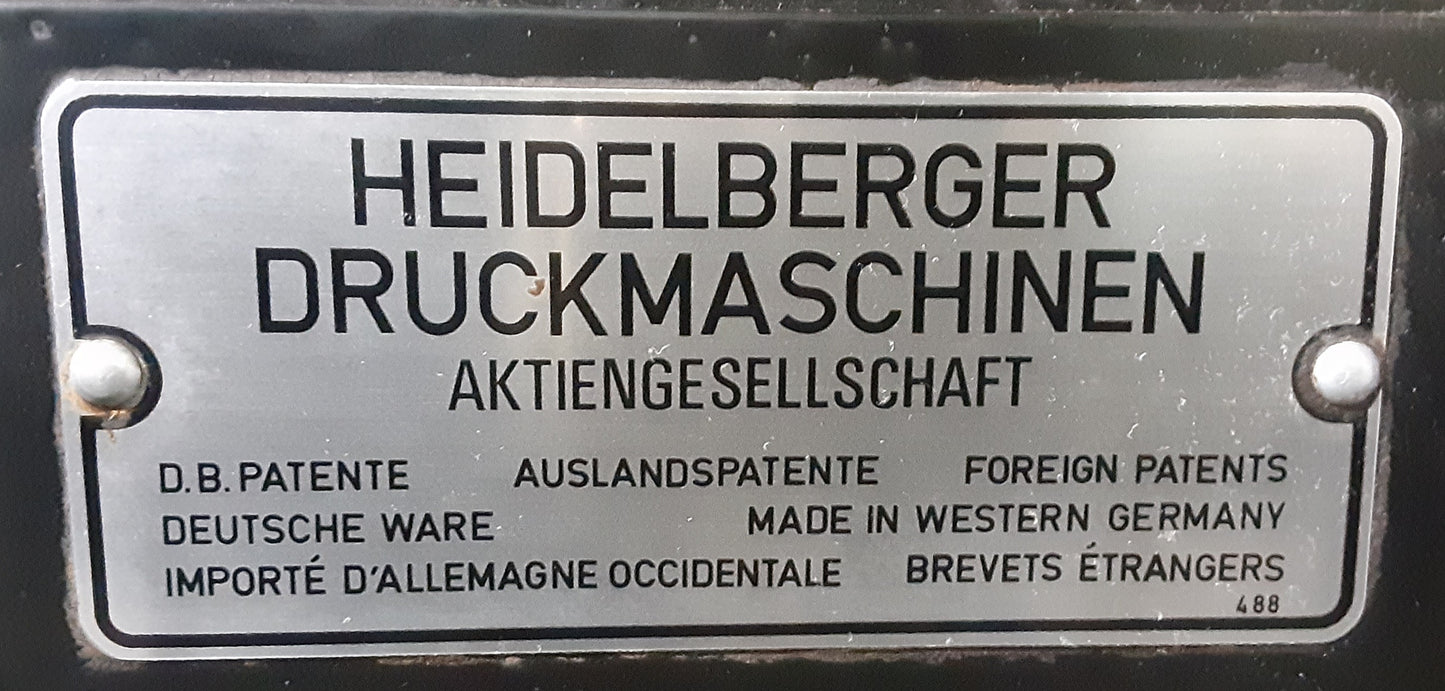 HEIDELBERGER
DRUCKMASCHINEN
AKTIENGESELLSCHAFT
D.B. PATENTE AUSLANDSPATENTE FOREIGN PATENTS
DEUTSCHE WARE MADE IN WESTERN GERMANY
IMPORTÉ D'ALLEMAGNE OCCIDENTALE BREVETS ÉTRANGERS
488